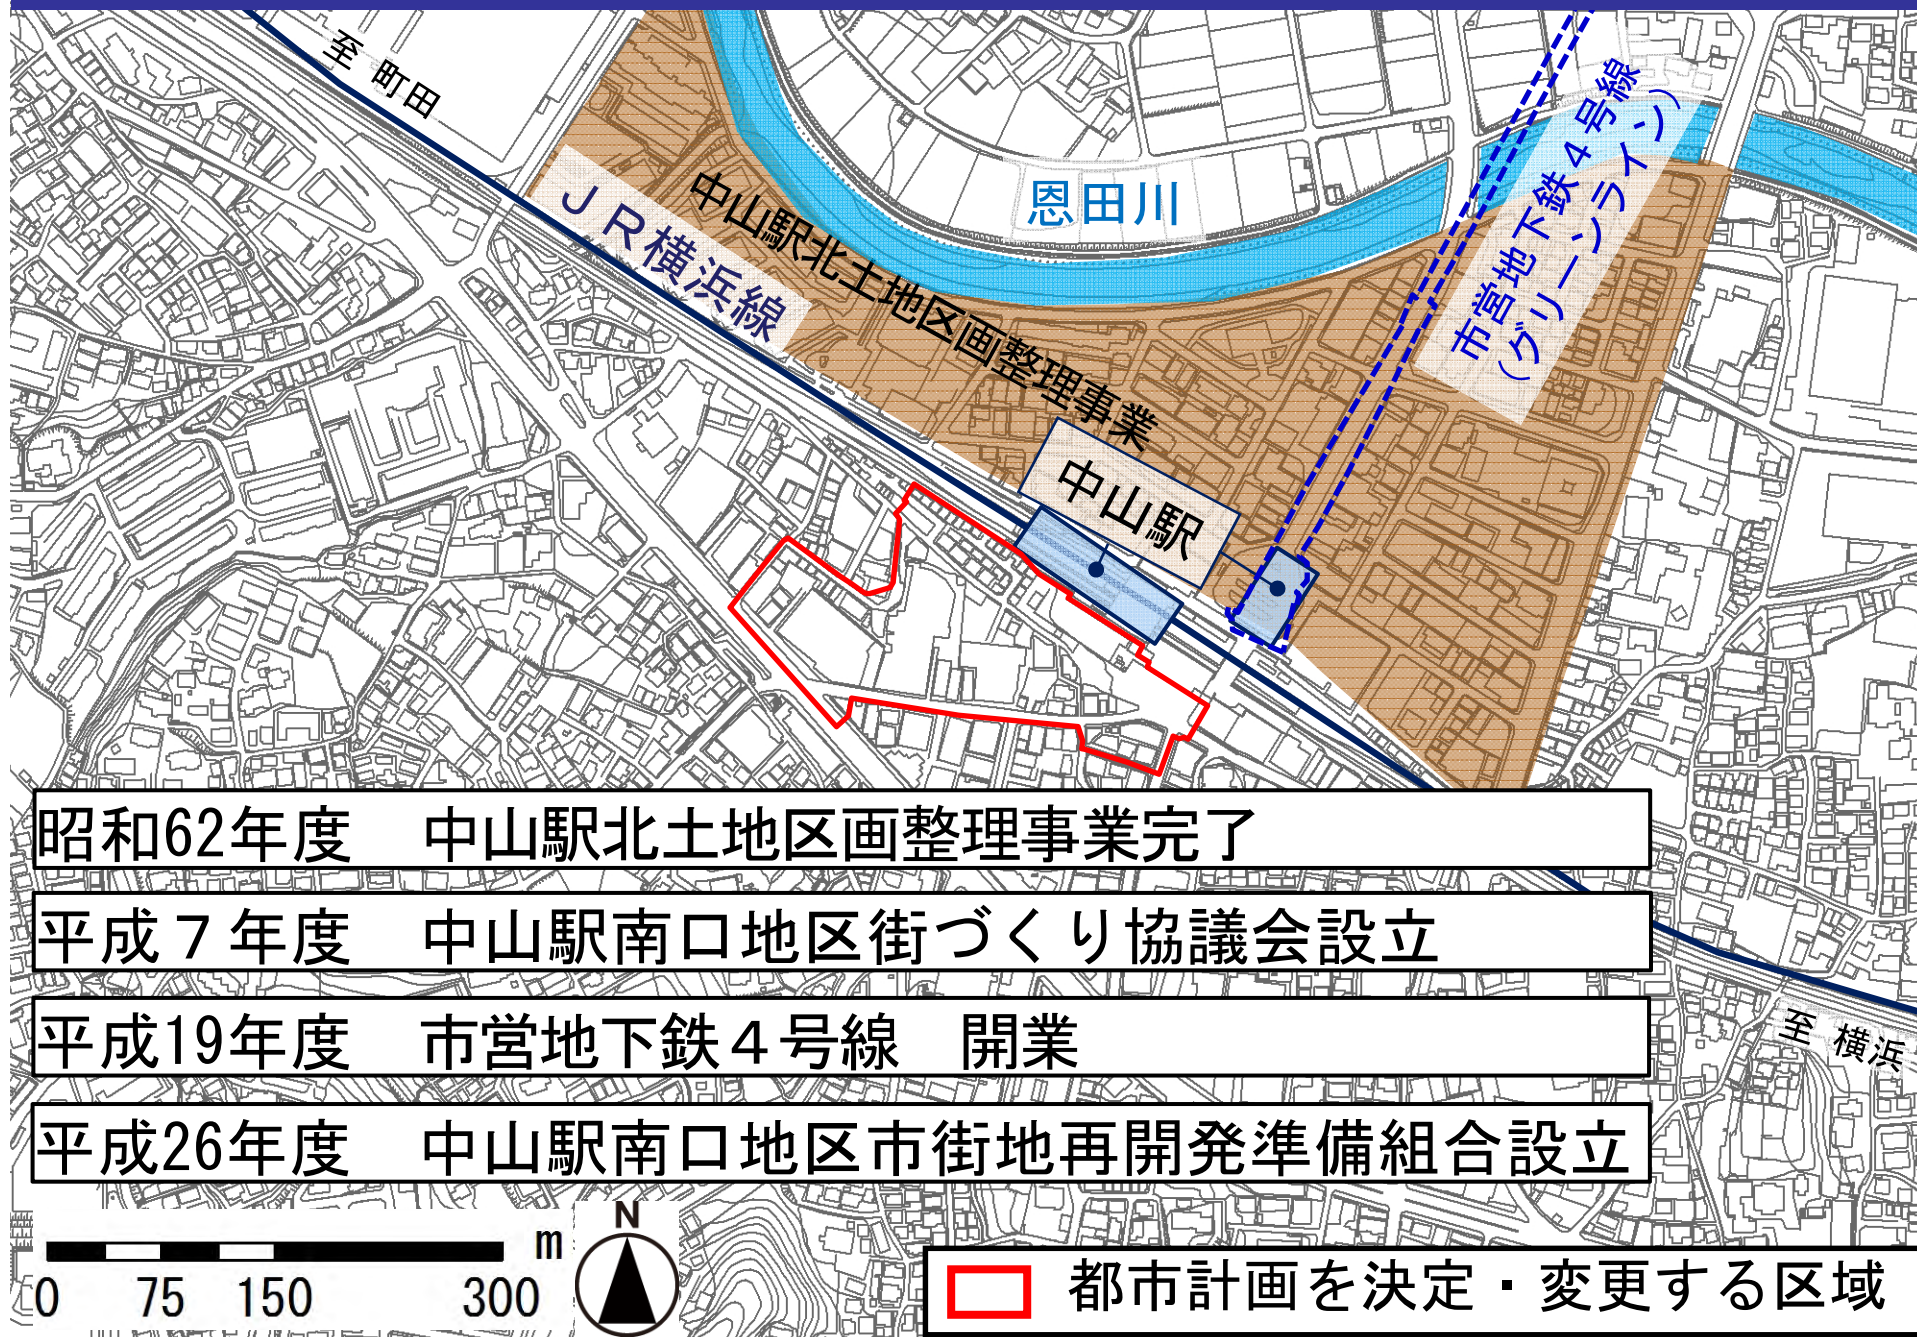 至 町田
恩田川
市営地下鉄４号線
（グリーンライン）
ＪＲ横浜線
中山駅北土地区画整理事業
中山駅
昭和62年度　中山駅北土地区画整理事業完了
平成７年度　中山駅南口地区街づくり協議会設立
平成19年度　市営地下鉄４号線　開業
至 横浜
平成26年度　中山駅南口地区市街地再開発準備組合設立
N
m
0 75 150 300
都市計画を決定・変更する区域